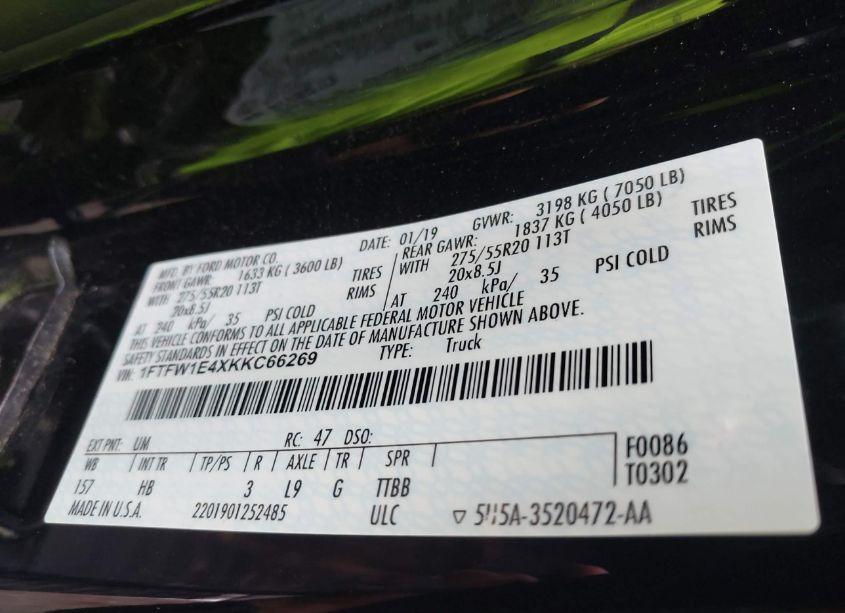 MFD. BY FORD MOTOR CO. DATE: 01/19 GVWR: 3198 KG ( 7050 LB)
FRONT GAWR: 1633 KG ( 3600 LB) REAR GAWR: 1837 KG ( 4050 LB)
WITH 275/55R20 113T TIRES WITH 275/55R20 113T TIRES
20x8.5J RIMS 20x8.5J RIMS
AT 240 kPa/ 35 PSI COLD AT 240 kPa/ 35 PSI COLD
THIS VEHICLE CONFORMS TO ALL APPLICABLE FEDERAL MOTOR VEHICLE
SAFETY STANDARDS IN EFFECT ON THE DATE OF MANUFACTURE SHOWN ABOVE.
VIN: 1FTFW1E4XKKC66269 TYPE: Truck
EXT PNT: UM RC: 47 DSO:
WB INT TR TP/PS R AXLE TR SPR F0086
157 HB 3 L9 G TTBB T0302
MADE IN U.S.A. 2201901252485 ULC 5U5A-3520472-AA